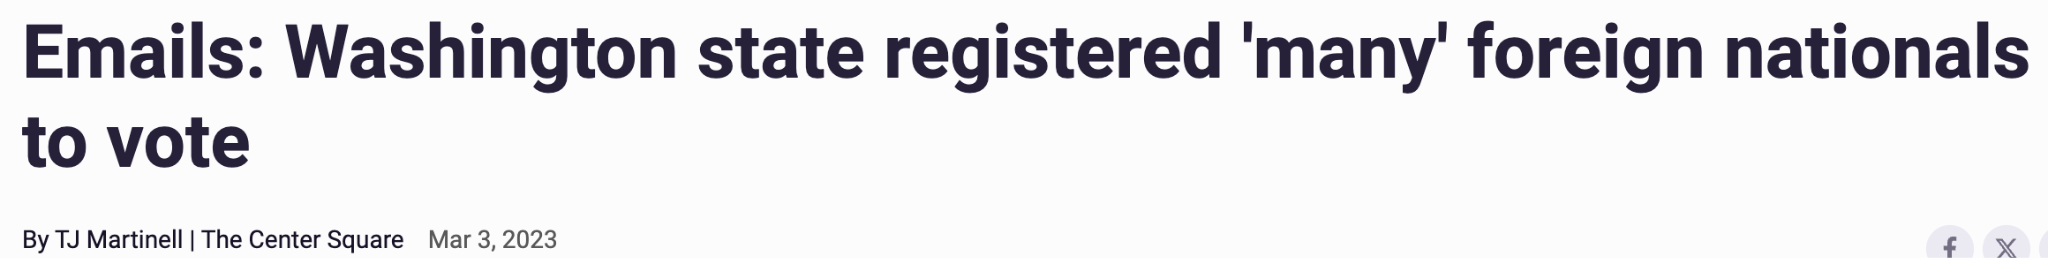 Emails: Washington state registered 'many' foreign nationals
to vote
By TJ Martinell | The Center Square Mar 3, 2023